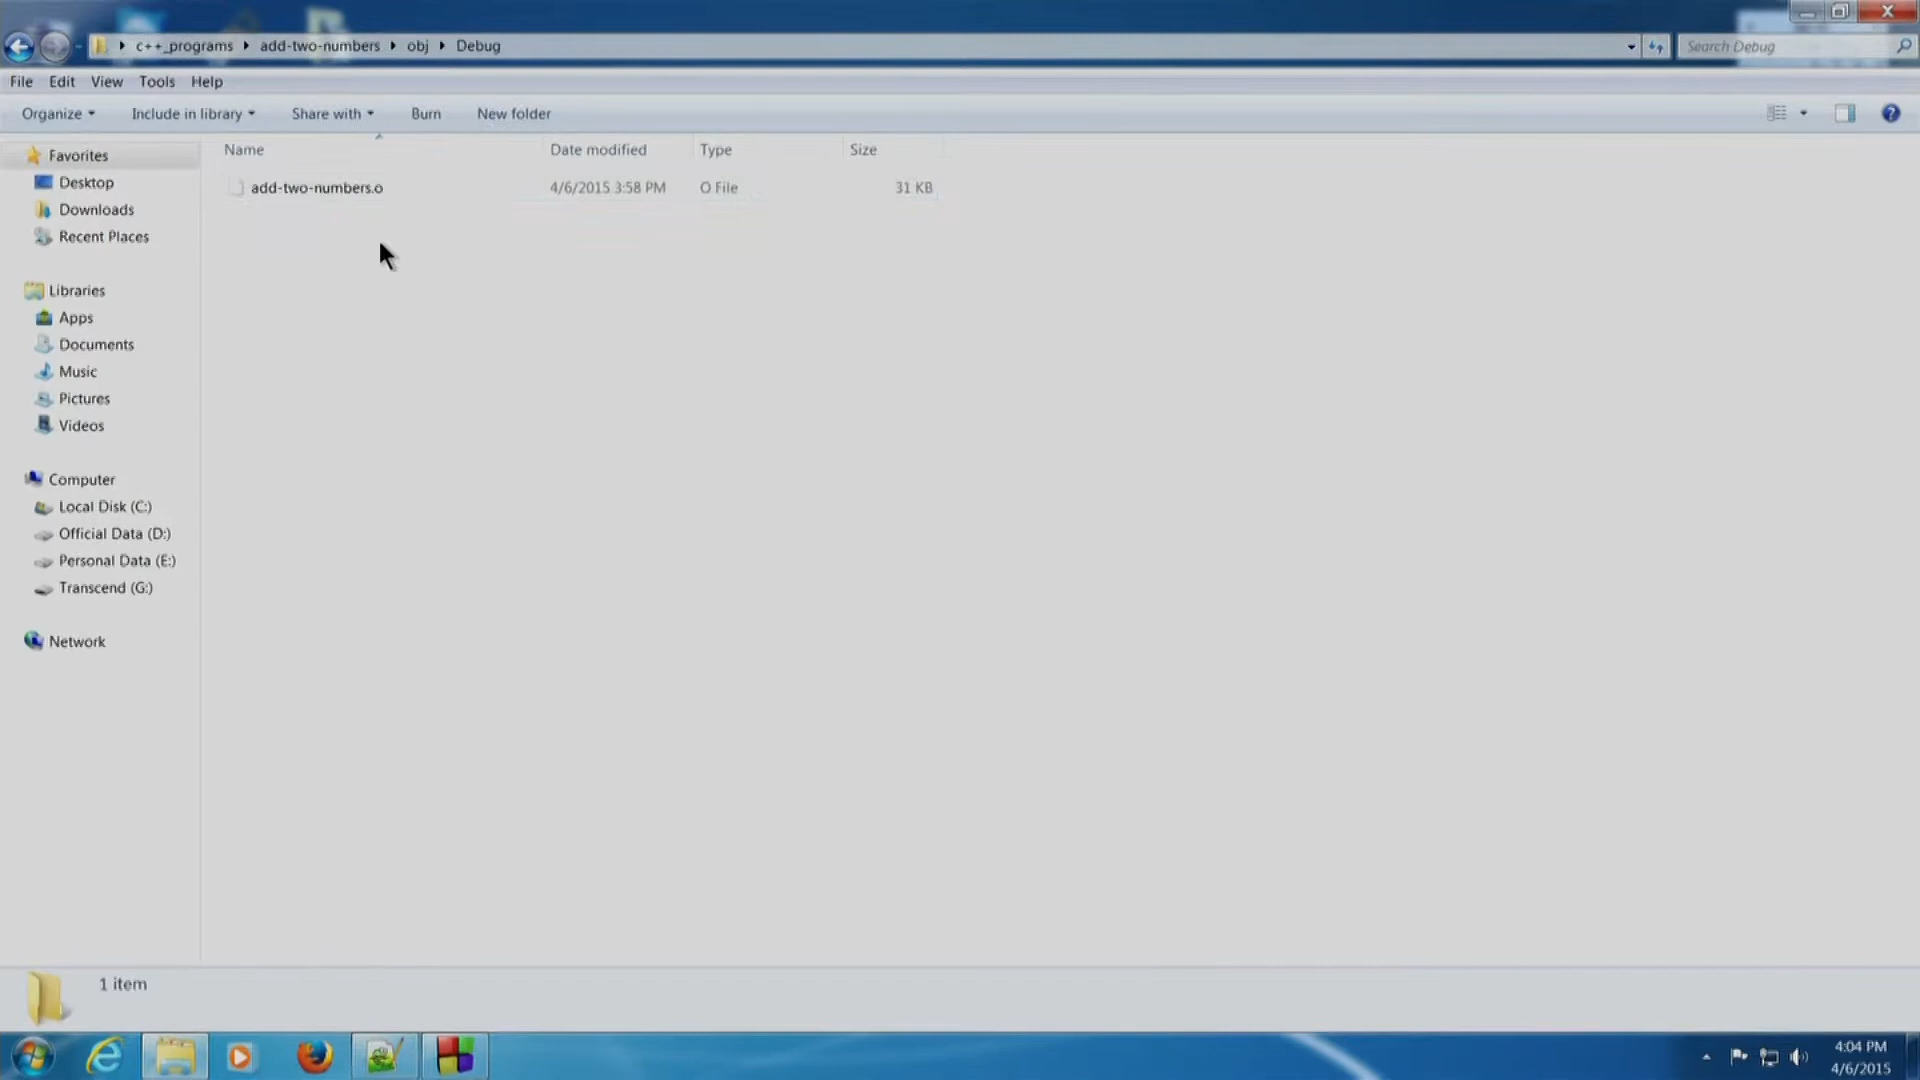 c++_programs add-two-numbers obj Debug
Search Debug
File Edit View Tools Help
Organize Include in library Share with Burn New folder
Name Date modified Type Size
add-two-numbers.o 4/6/2015 3:58 PM O File 31 KB
Favorites
Desktop
Downloads
Recent Places
Libraries
Apps
Documents
Music
Pictures
Videos
Computer
Local Disk (C:)
Official Data (D:)
Personal Data (E:)
Transcend (G:)
Network
1 item
4:04 PM
4/6/2015